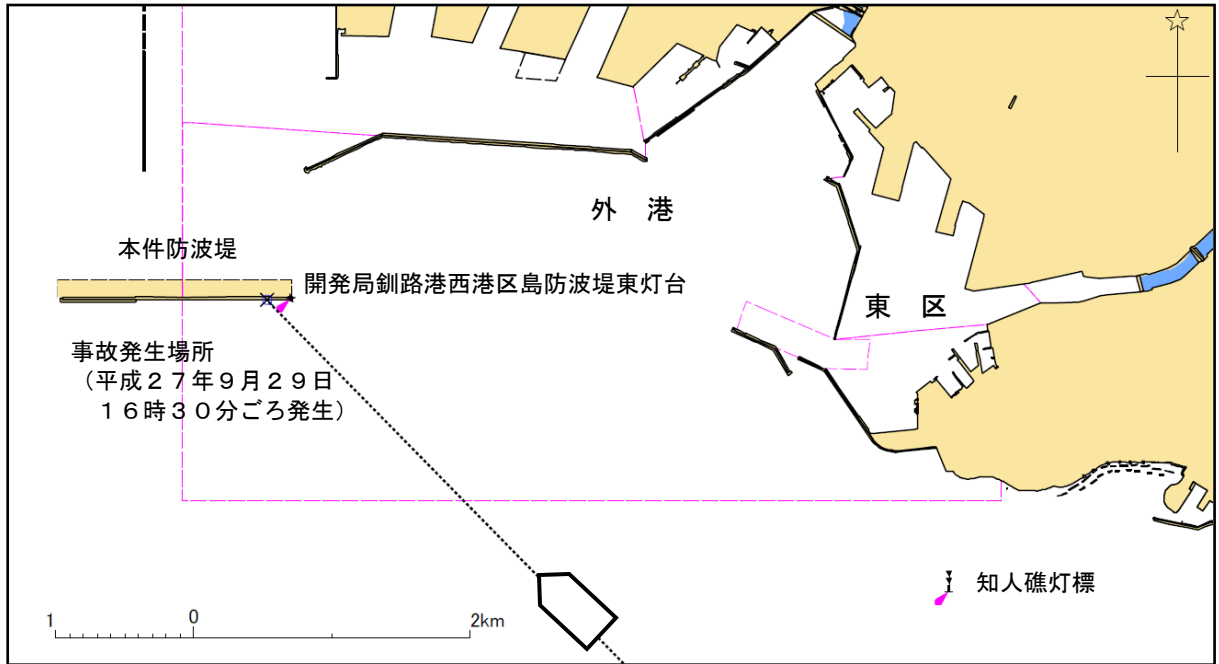 外 港
本件防波堤
開発局釧路港西港区島防波堤東灯台
東 区
事故発生場所
（平成２７年９月２９日
１６時３０分ごろ発生）
知人礁灯標
1 0 2km